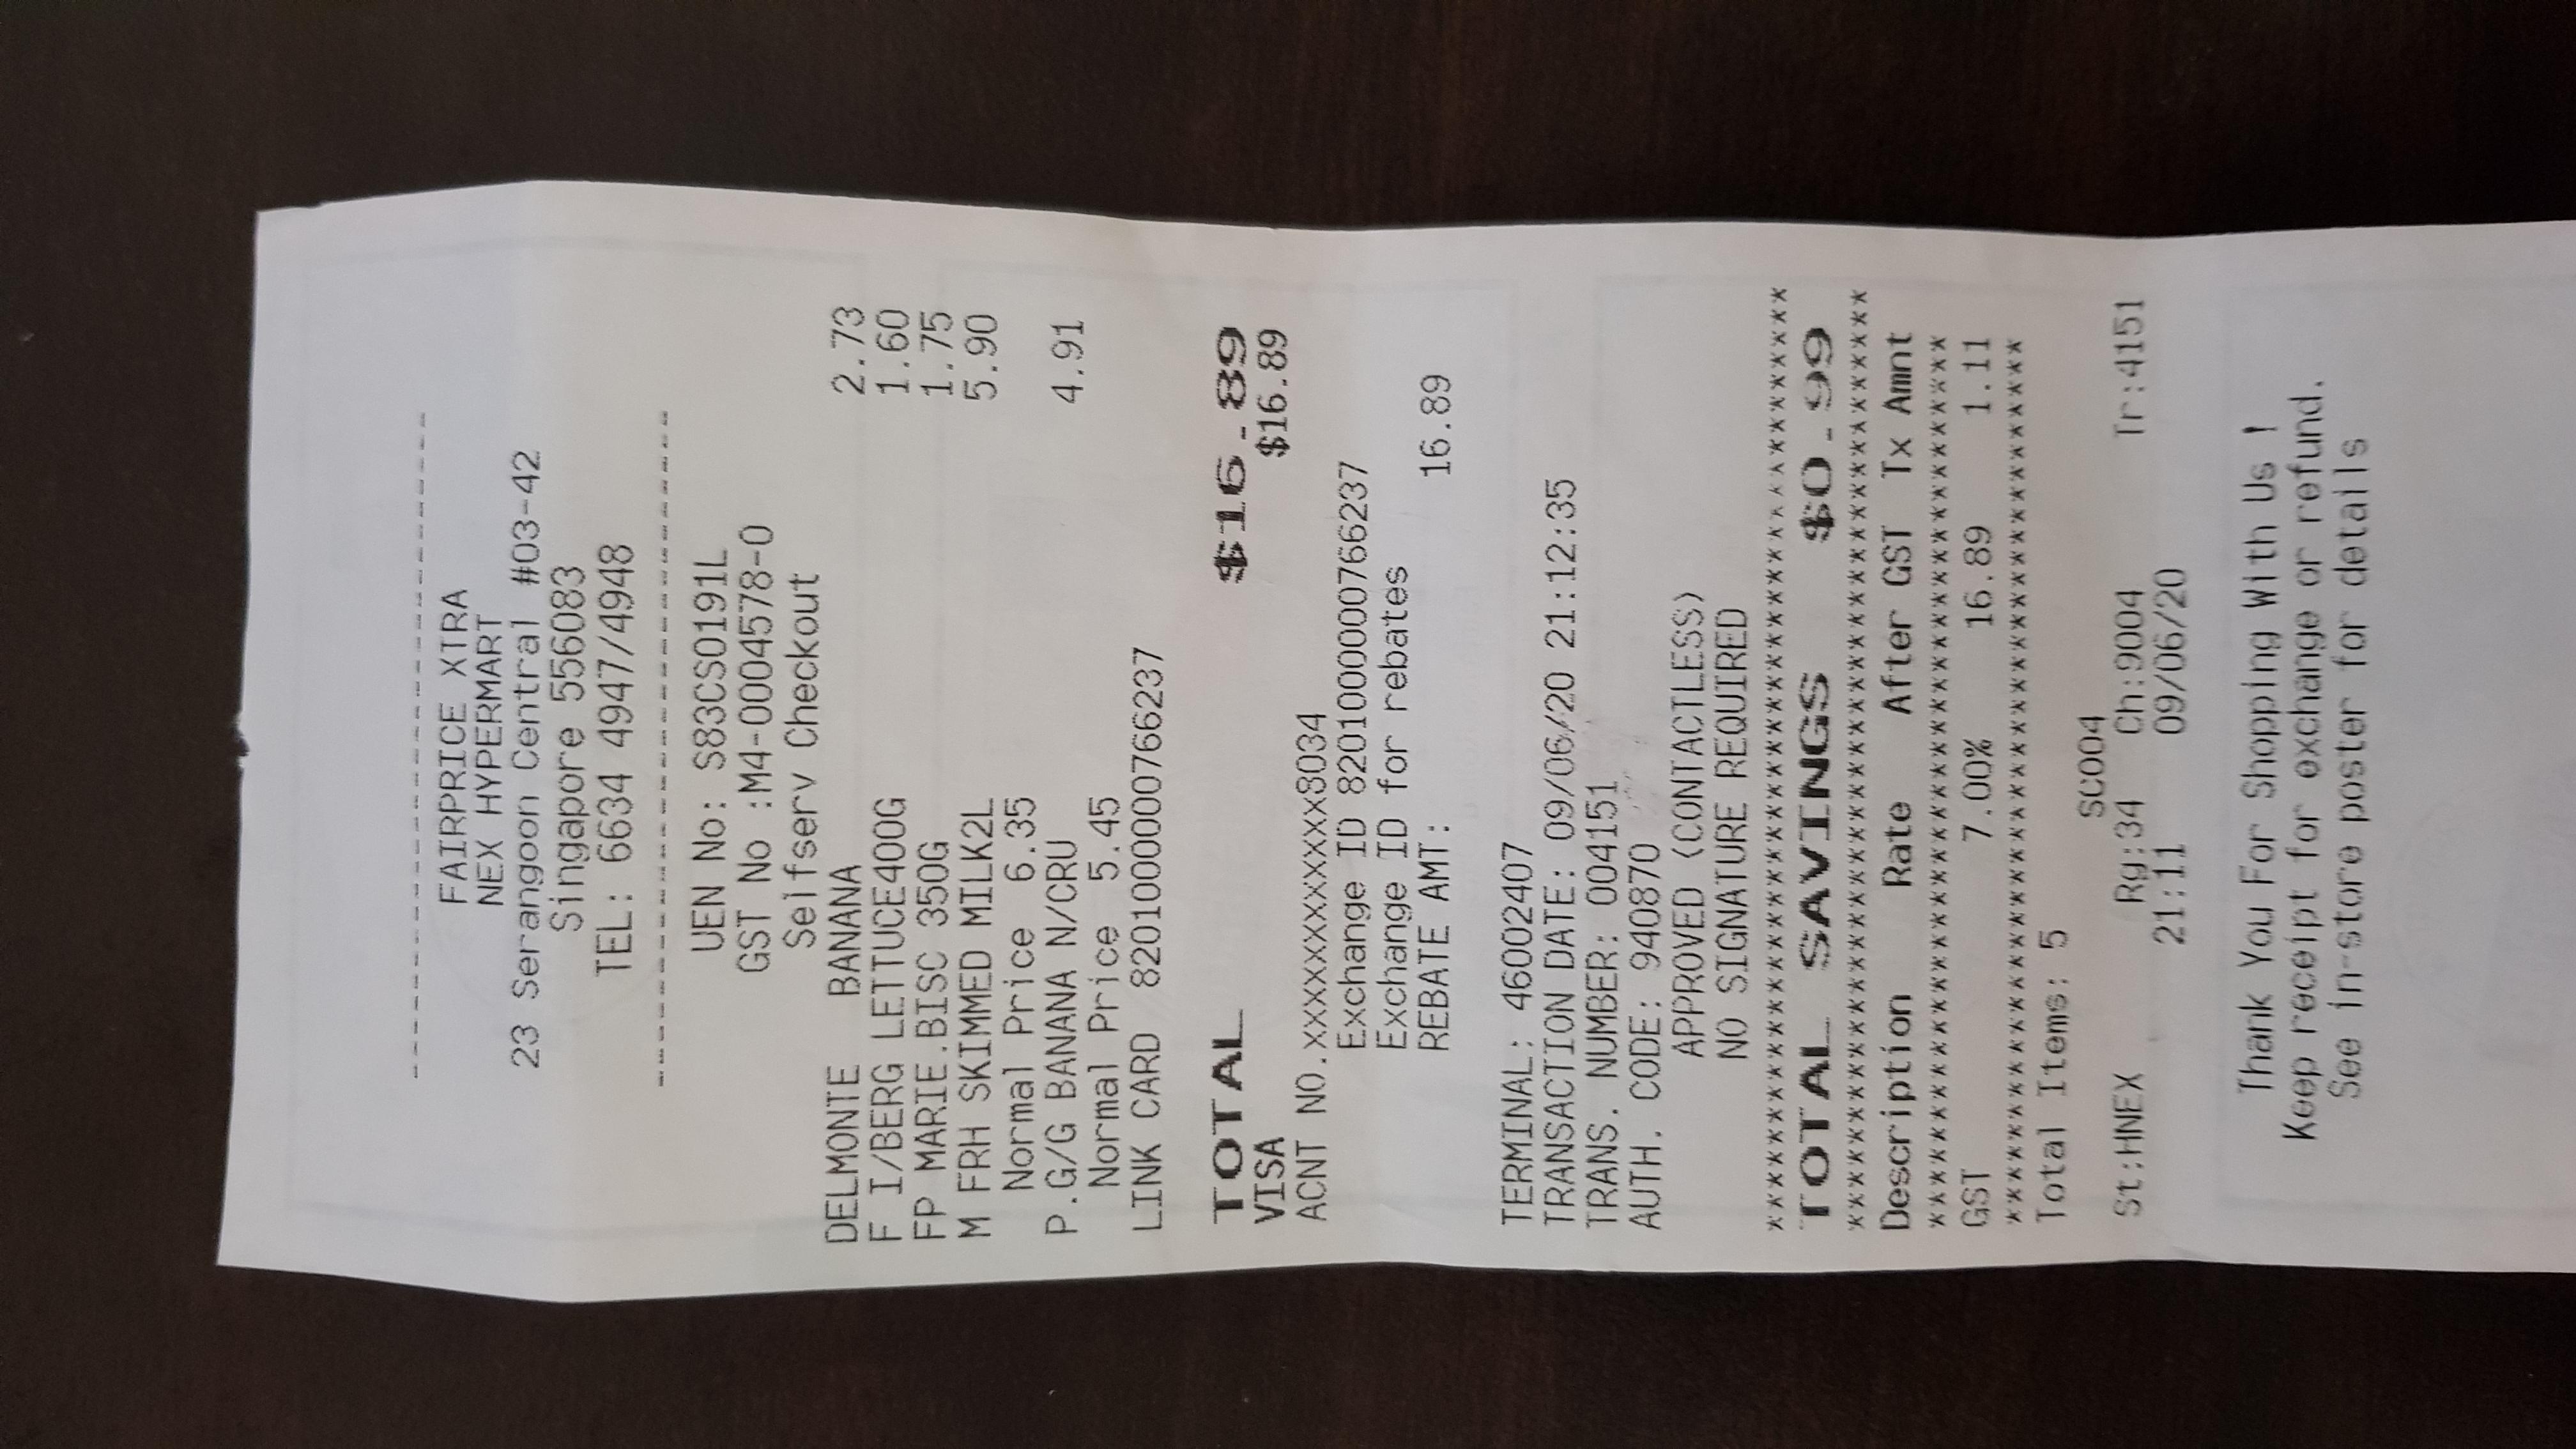 --------------------------------
FAIRPRICE XTRA
NEX HYPERMART
23 Serangoon Central #03-42
Singapore 556083
TEL: 6634 4947/4948
--------------------------------
UEN No: S83CS0191L
GST No :M4-0004578-0
Selfserv Checkout
DELMONTE BANANA 2.73
F I/BERG LETTUCE400G 1.60
FP MARIE.BISC 350G 1.75
M FRH SKIMMED MILK2L 5.90
Normal Price 6.35
P.G/G BANANA N/CRU 4.91
Normal Price 5.45
LINK CARD 8201000000766237
TOTAL $16.89
VISA $16.89
ACNT NO.xxxxxxxxxxxx8034
Exchange ID 8201000000766237
Exchange ID for rebates
REBATE AMT: 16.89
TERMINAL: 46002407
TRANSACTION DATE: 09/06/20 21:12:35
TRANS. NUMBER: 004151
AUTH. CODE: 940870
APPROVED (CONTACTLESS)
NO SIGNATURE REQUIRED
****************************************
TOTAL SAVINGS $0.99
****************************************
Description Rate After GST Tx Amnt
**************************************
GST 7.00% 16.89 1.11
**************************************
Total Items: 5
SC004
St:HNEX Rg:34 Ch:9004 Tr:4151
21:11 09/06/20
Thank You For Shopping With Us !
Keep receipt for exchange or refund.
See in-store poster for details